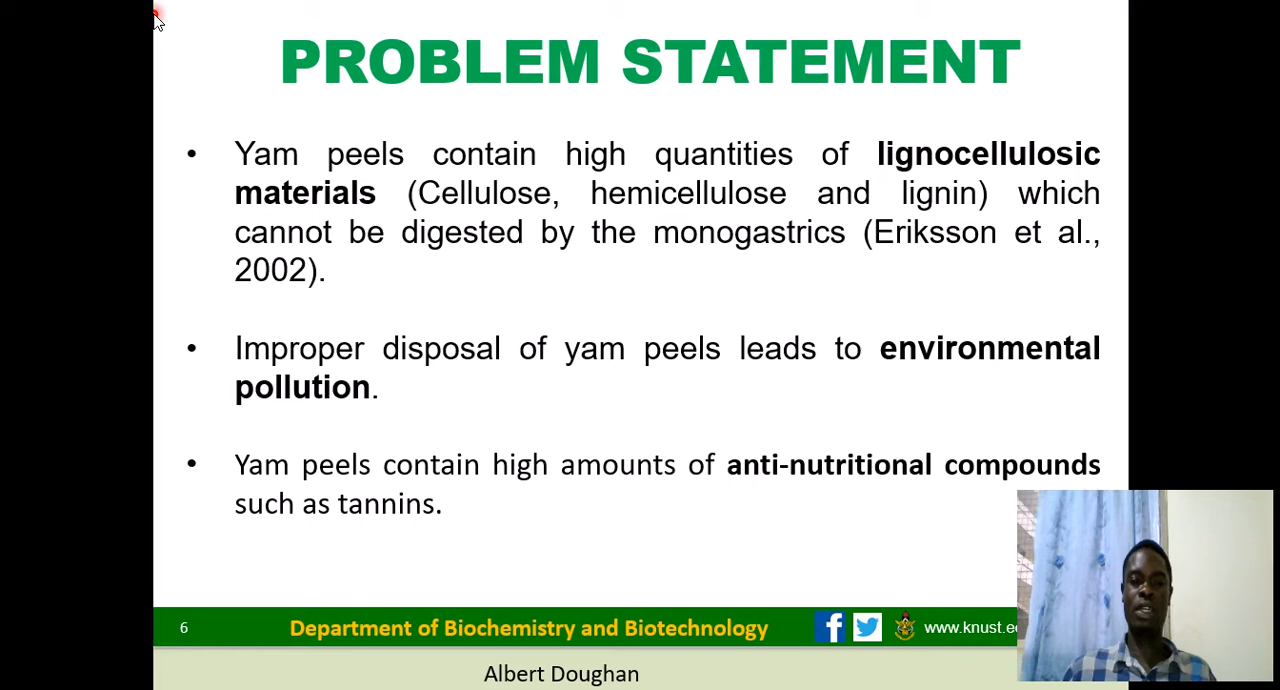 PROBLEM STATEMENT
• Yam peels contain high quantities of lignocellulosic
materials (Cellulose, hemicellulose and lignin) which
cannot be digested by the monogastrics (Eriksson et al.,
2002).
• Improper disposal of yam peels leads to environmental
pollution.
• Yam peels contain high amounts of anti-nutritional compounds
such as tannins.
6 Department of Biochemistry and Biotechnology www.knust.e
Albert Doughan